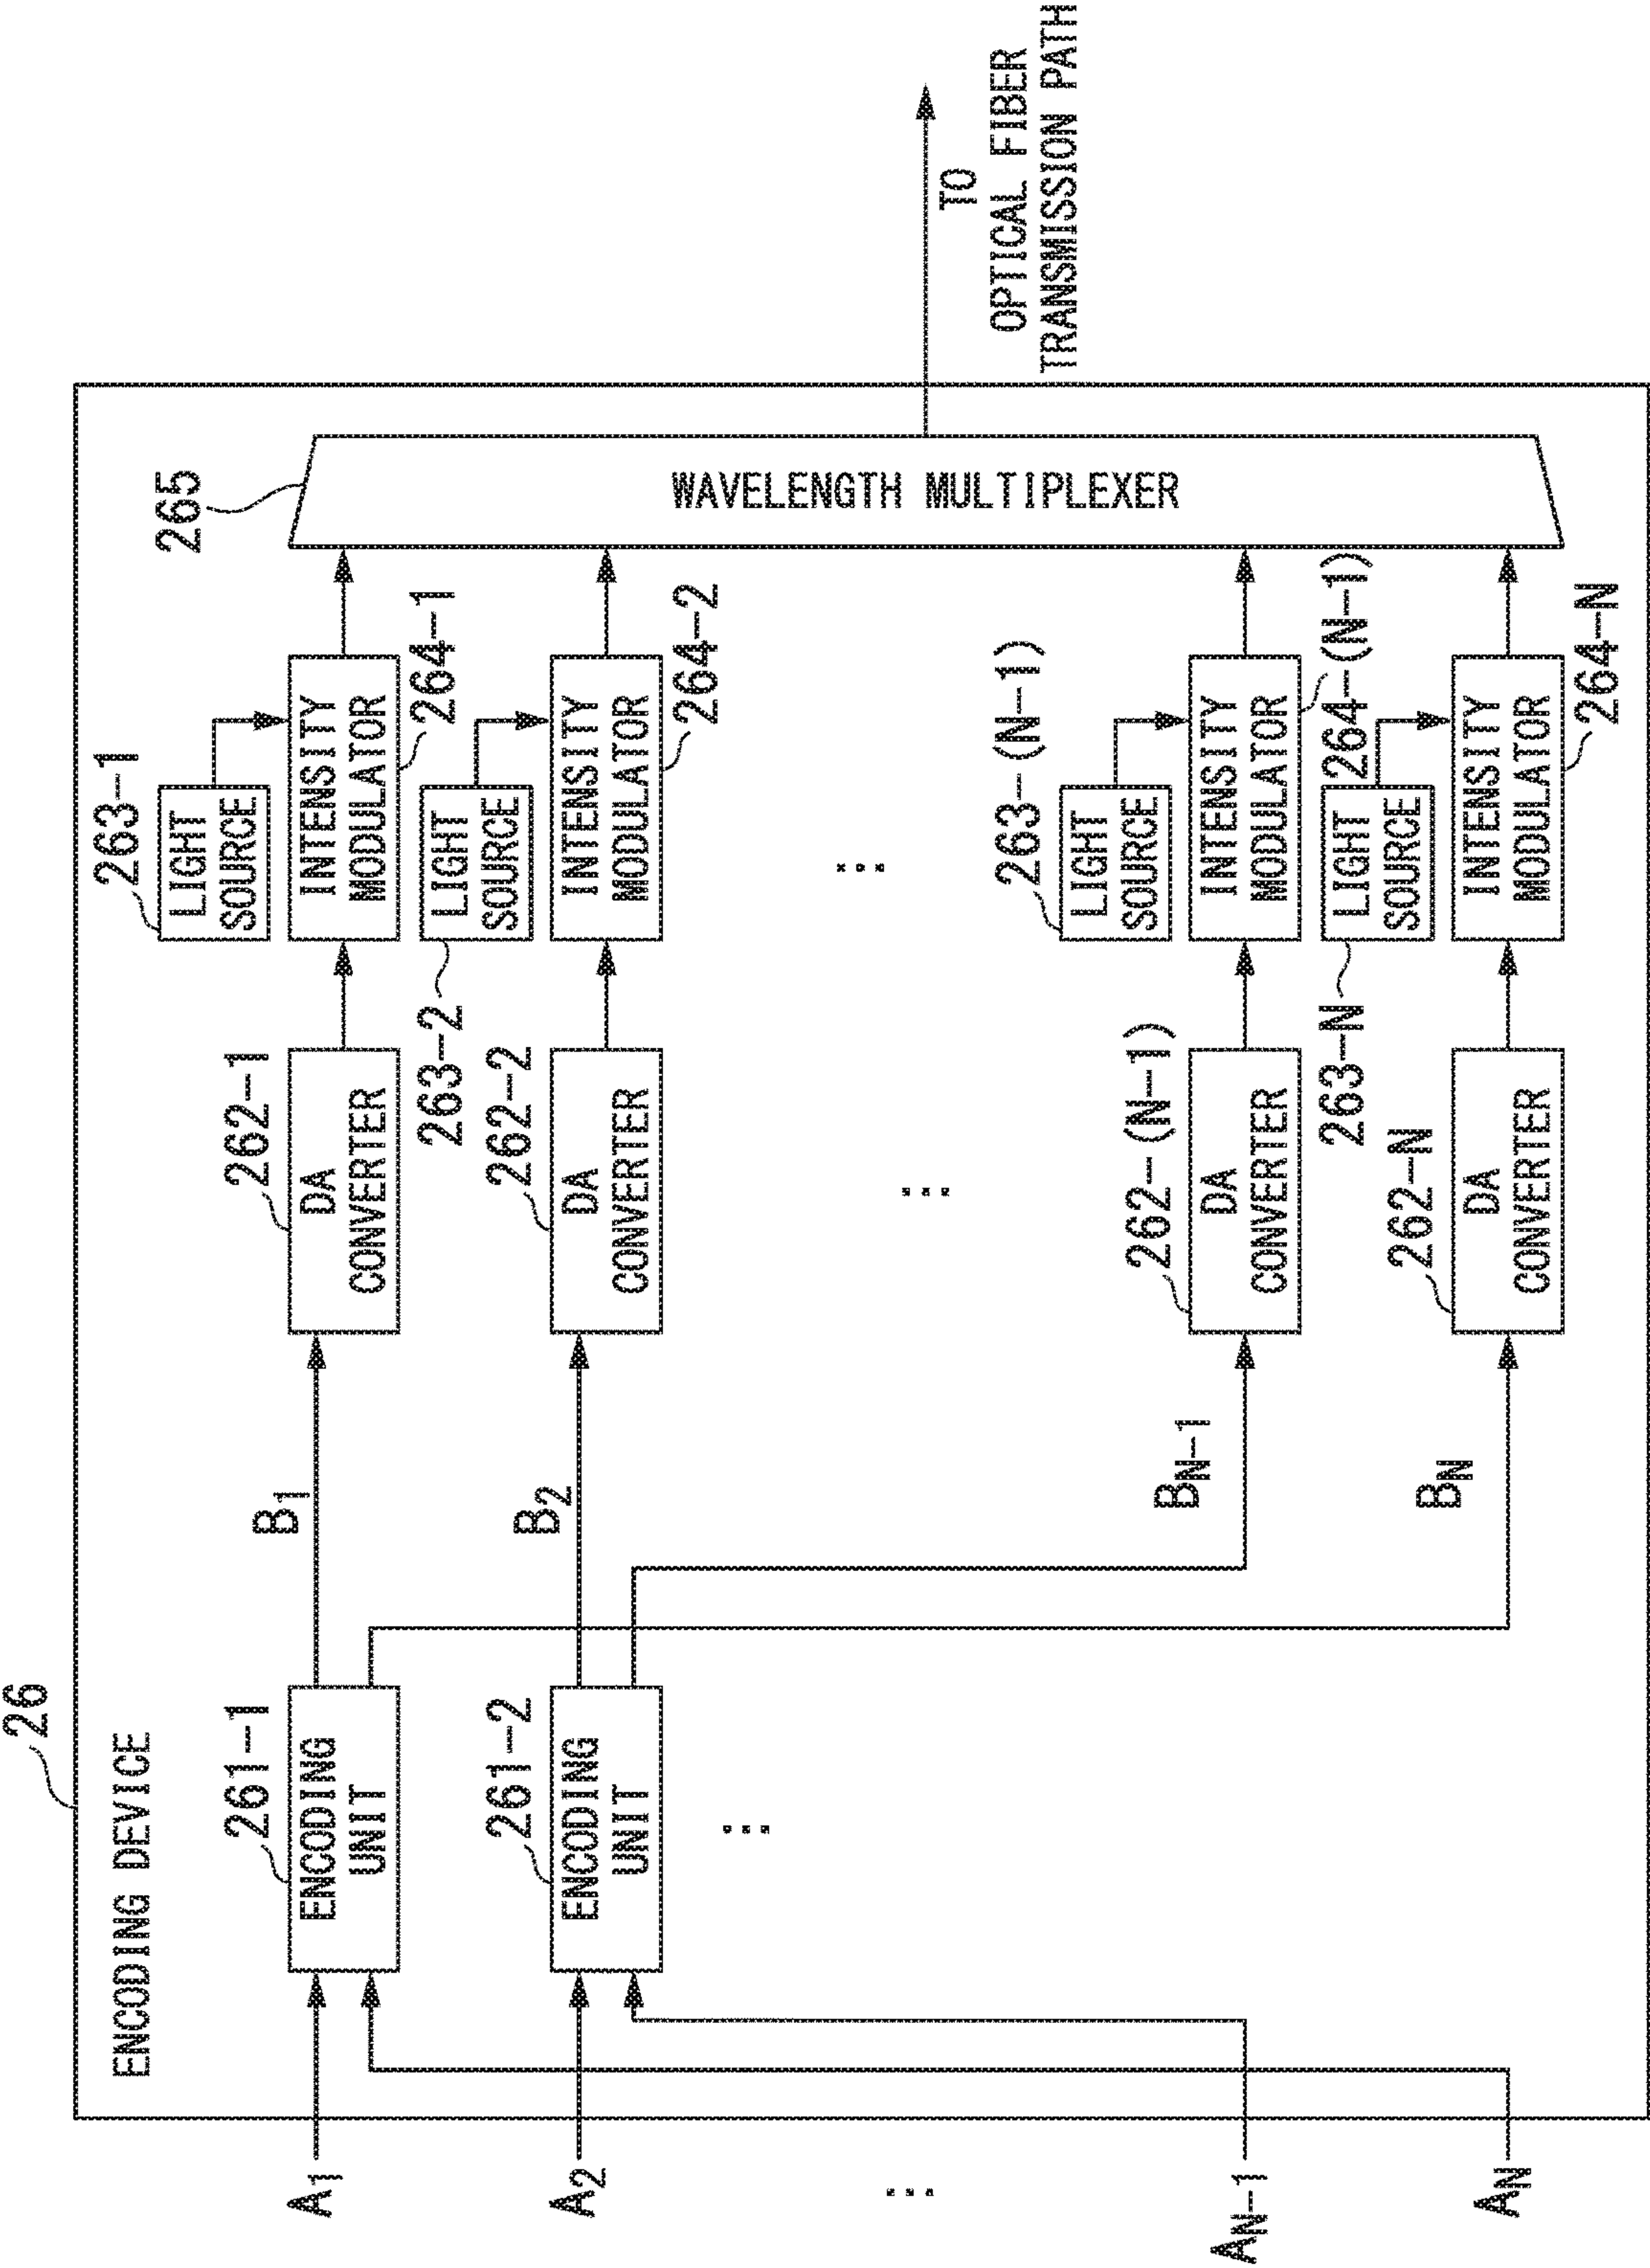 26
ENCODING DEVICE
A1
A2
...
AN-1
AN
261-1
ENCODING
UNIT
261-2
ENCODING
UNIT
...
B1
B2
BN-1
BN
262-1
DA
CONVERTER
262-2
DA
CONVERTER
...
262-(N-1)
DA
CONVERTER
262-N
DA
CONVERTER
263-1
LIGHT
SOURCE
INTENSITY
MODULATOR
264-1
263-2
LIGHT
SOURCE
INTENSITY
MODULATOR
264-2
...
263-(N-1)
LIGHT
SOURCE
INTENSITY
MODULATOR
264-(N-1)
263-N
LIGHT
SOURCE
INTENSITY
MODULATOR
264-N
265
WAVELENGTH MULTIPLEXER
TO
OPTICAL FIBER
TRANSMISSION PATH